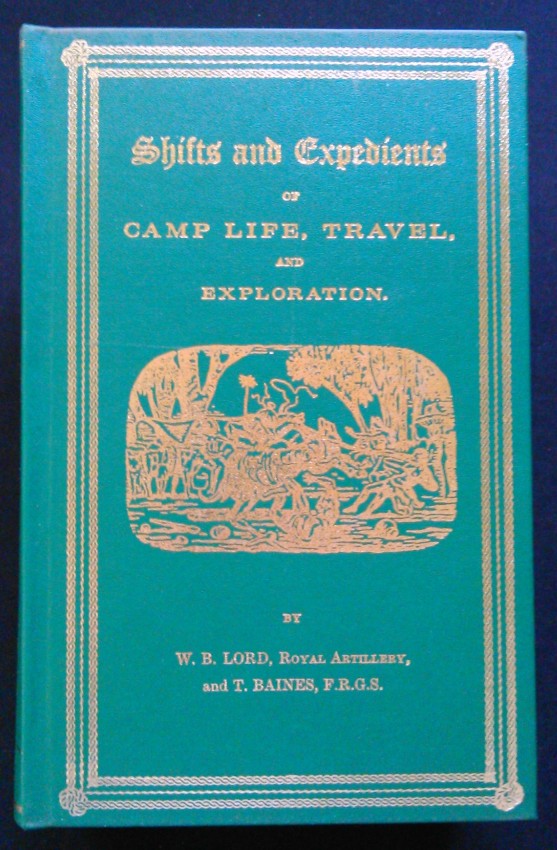 Shifts and Expedients
OF
CAMP LIFE, TRAVEL,
AND
EXPLORATION.
BY
W. B. LORD, ROYAL ARTILLERY,
and T. BAINES, F.R.G.S.